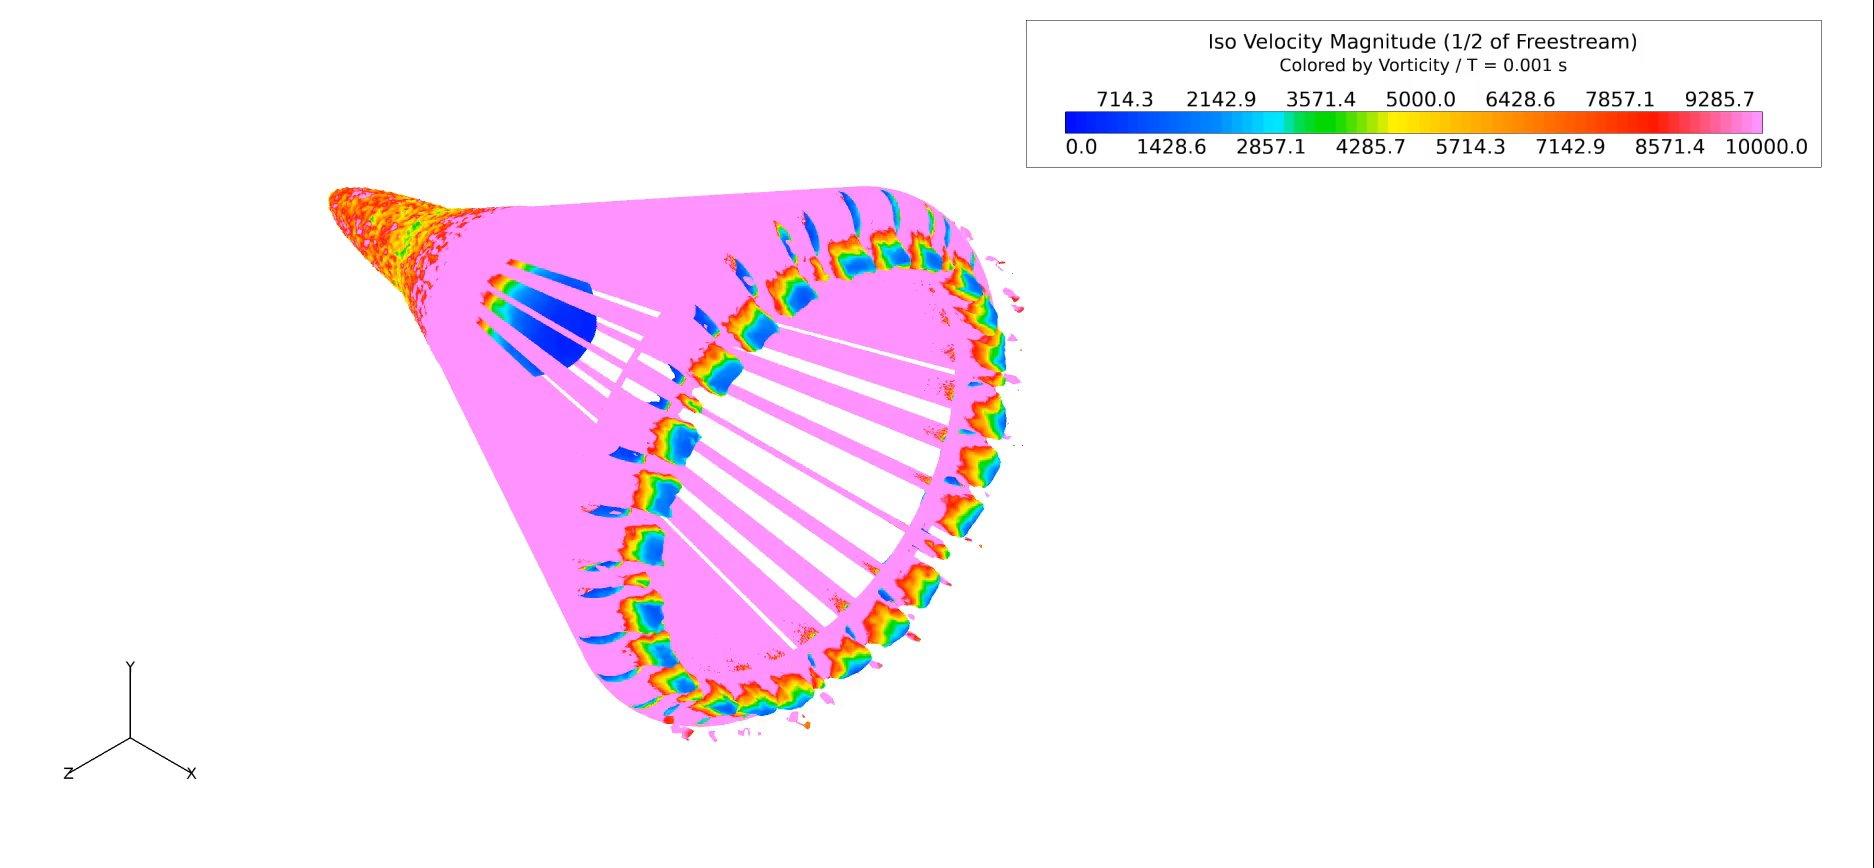 Iso Velocity Magnitude (1/2 of Freestream)
Colored by Vorticity / T = 0.001 s
714.3 2142.9 3571.4 5000.0 6428.6 7857.1 9285.7
0.0 1428.6 2857.1 4285.7 5714.3 7142.9 8571.4 10000.0
Y
Z X